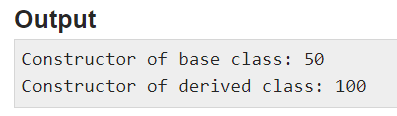 Output
Constructor of base class: 50
Constructor of derived class: 100